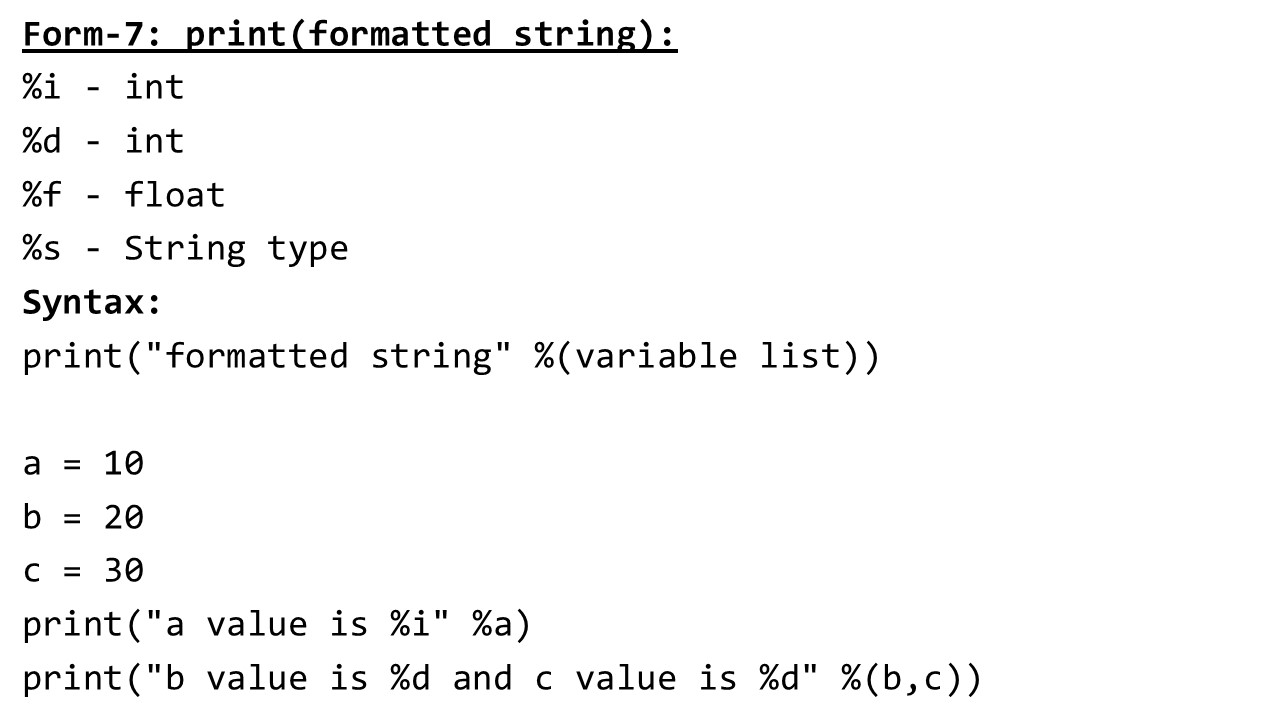 Form-7: print(formatted string):
%i - int
%d - int
%f - float
%s - String type
Syntax:
print("formatted string" %(variable list))
a = 10
b = 20
c = 30
print("a value is %i" %a)
print("b value is %d and c value is %d" %(b,c))